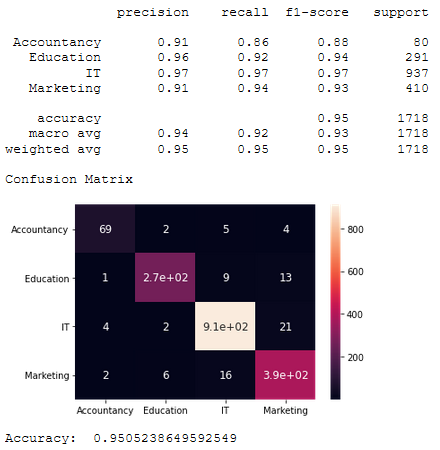 precision recall f1-score support
Accountancy 0.91 0.86 0.88 80
Education 0.96 0.92 0.94 291
IT 0.97 0.97 0.97 937
Marketing 0.91 0.94 0.93 410
accuracy 0.95 1718
macro avg 0.94 0.92 0.93 1718
weighted avg 0.95 0.95 0.95 1718
Confusion Matrix
Accountancy 69 2 5 4
800
Education 1 2.7e+02 9 13
600
IT 4 2 9.1e+02 21
400
Marketing 2 6 16 3.9e+02
200
Accountancy Education IT Marketing
Accuracy: 0.9505238649592549